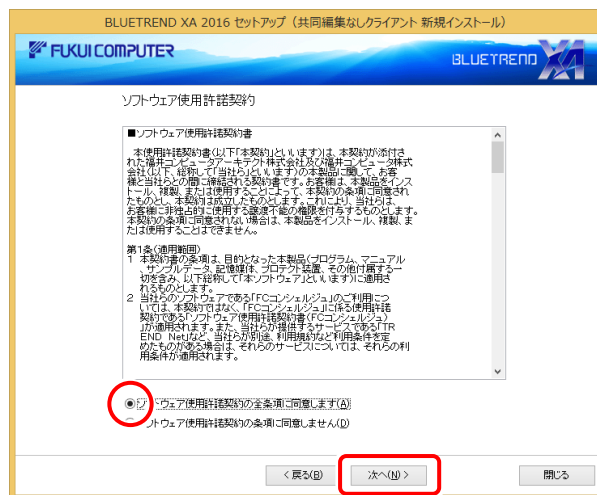 BLUETREND XA 2016 セットアップ（共同編集なしクライアント 新規インストール）
FUKUI COMPUTER
BLUETREND XA
ソフトウェア使用許諾契約
■ソフトウェア使用許諾契約書
本使用許諾契約書(以下「本契約」といいます)は、本契約が添付さ
れた福井コンピュータアーキテクト株式会社及び福井コンピュータ株式
会社(以下、総称して「当社ら」といいます)の本製品に関して、お客
様と当社らとの間に締結される契約書です。お客様は、本製品をインス
トール、複製、または使用することによって、本契約の条項に同意され
たものとし、本契約は成立したものとします。これにより、当社らは、
お客様に非独占的に使用する譲渡不能の権限を付与するものとします。
本契約の条項に同意されない場合は、本製品をインストール、複製、ま
たは使用することはできません。
第1条(適用範囲)
1 本契約書の条項は、目的となった本製品(プログラム、マニュアル
、サンプルデータ、記憶媒体、プロテクト装置、その他付属する一
切を含み、以下総称して「本ソフトウェア」といいます)に適用さ
れるものとします。
2 当社らのソフトウェアである「FCコンシェルジュ」のご利用につ
いては、本契約ではなく、「FCコンシェルジュ」に係る使用許諾
契約である「ソフトウェア使用許諾契約書(FCコンシェルジュ)
」が適用されます。また、当社らが提供するサービスである「TR
END Net」など、当社らが別途、利用規約など利用条件を定
めたものがある場合は、それらのサービスについては、それらの利
用条件が適用されます。
ソフトウェア使用許諾契約の全条項に同意します(A)
フトウェア使用許諾契約の条項に同意しません(D)
< 戻る(B)
次へ(N) >
閉じる